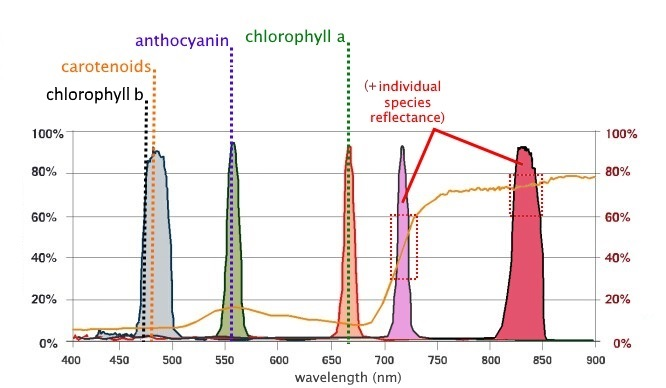 anthocyanin
chlorophyll a
carotenoids
chlorophyll b
(+individual
species
reflectance)
100% 100%
80% 80%
60% 60%
40% 40%
20% 20%
0% 0%
400 450 500 550 600 650 700 750 800 850 900
wavelength (nm)